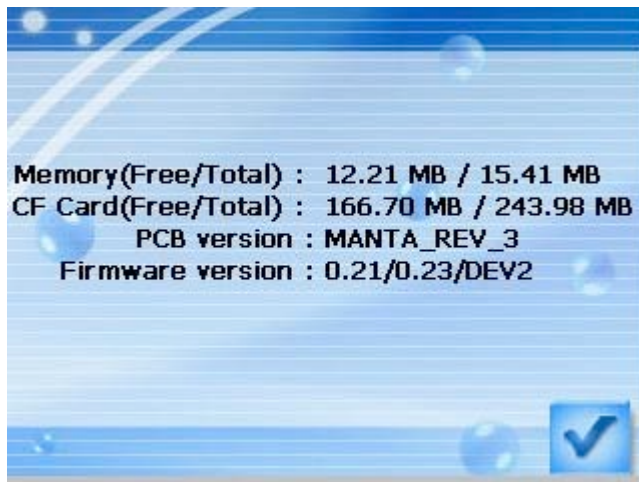 Memory(Free/Total) : 12.21 MB / 15.41 MB
CF Card(Free/Total) : 166.70 MB / 243.98 MB
PCB version : MANTA_REV_3
Firmware version : 0.21/0.23/DEV2